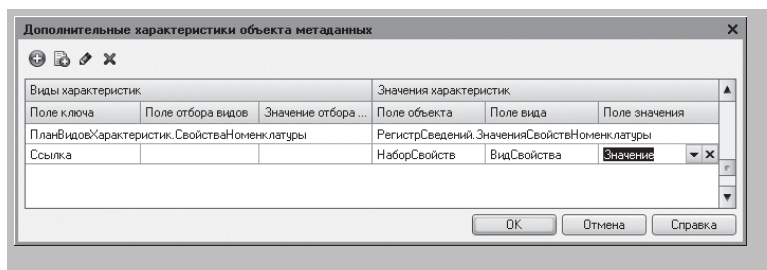 Дополнительные характеристики объекта метаданных
Виды характеристик Значения характеристик
Поле ключа Поле отбора видов Значение отбора ... Поле объекта Поле вида Поле значения
ПланВидовХарактеристик.СвойстваНоменклатуры РегистрСведений.ЗначенияСвойствНоменклатуры
Ссылка НаборСвойств ВидСвойства Значение
OK Отмена Справка